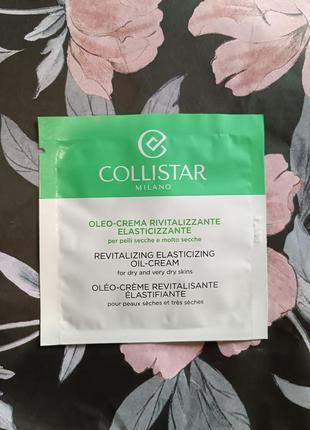 COLLISTAR
MILANO
OLEO-CREMA RIVITALIZZANTE
ELASTICIZZANTE
per pelli secche e molto secche
REVITALIZING ELASTICIZING
OIL-CREAM
for dry and very dry skins
OLÉO-CRÈME REVITALISANTE
ÉLASTIFIANTE
pour peaux sèches et très sèches